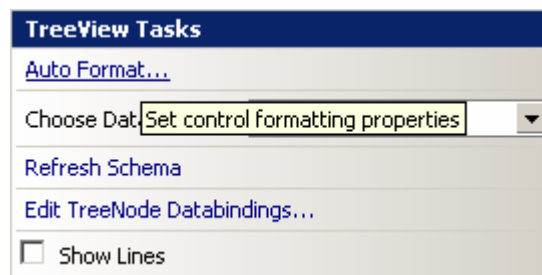 TreeView Tasks
Auto Format...
Choose Dat
Set control formatting properties
Refresh Schema
Edit TreeNode Databindings...
Show Lines